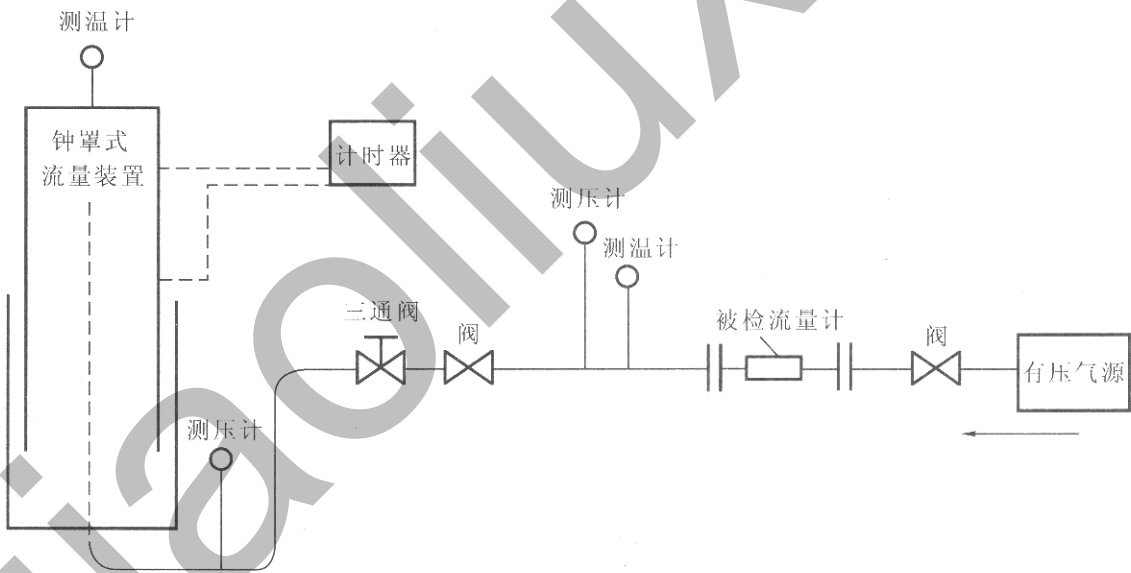 测温计
钟罩式
流量装置
计时器
测压计
测温计
三通阀
阀
被检流量计
阀
有压气源
测压计
jiaoliux